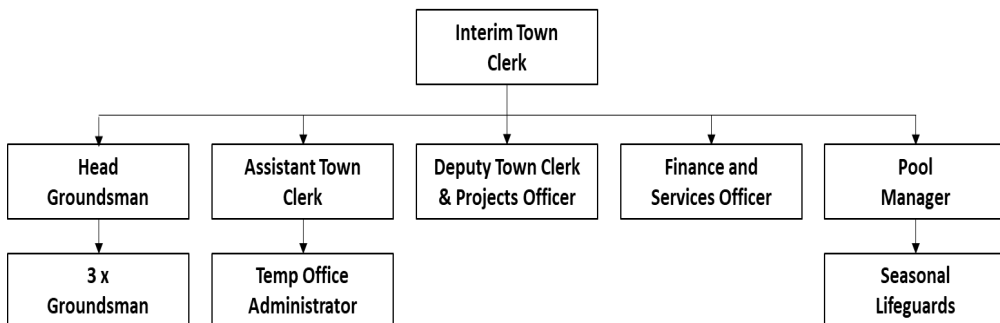 Interim Town
Clerk
Head
Groundsman
Assistant Town
Clerk
Deputy Town Clerk
& Projects Officer
Finance and
Services Officer
Pool
Manager
3 x
Groundsman
Temp Office
Administrator
Seasonal
Lifeguards